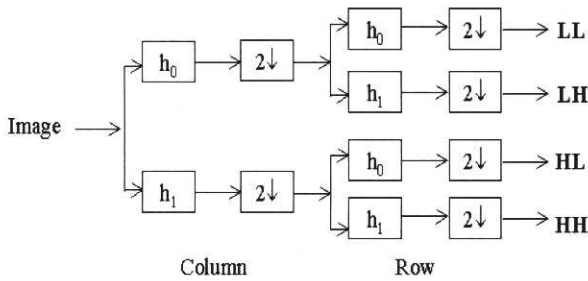 h₀ 2↓ LL
h₀ 2↓
h₁ 2↓ LH
Image
h₀ 2↓ HL
h₁ 2↓
h₁ 2↓ HH
Column Row